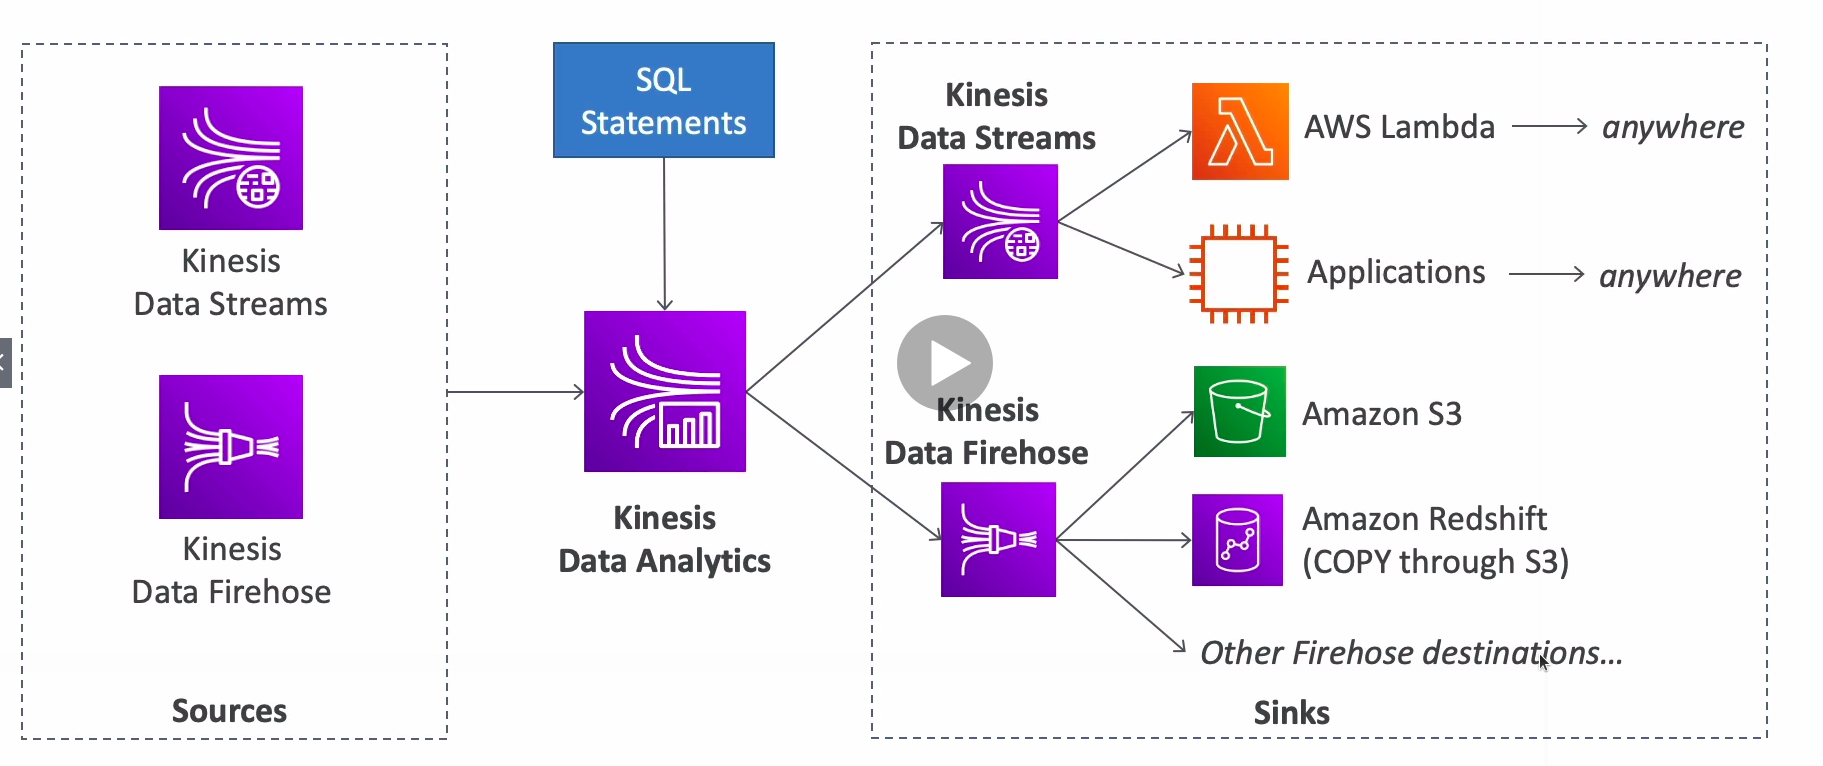 Kinesis
Data Streams
Kinesis
Data Firehose
Sources
SQL
Statements
Kinesis
Data Analytics
Kinesis
Data Streams
AWS Lambda
anywhere
Applications
anywhere
Kinesis
Data Firehose
Amazon S3
Amazon Redshift
(COPY through S3)
Other Firehose destinations...
Sinks